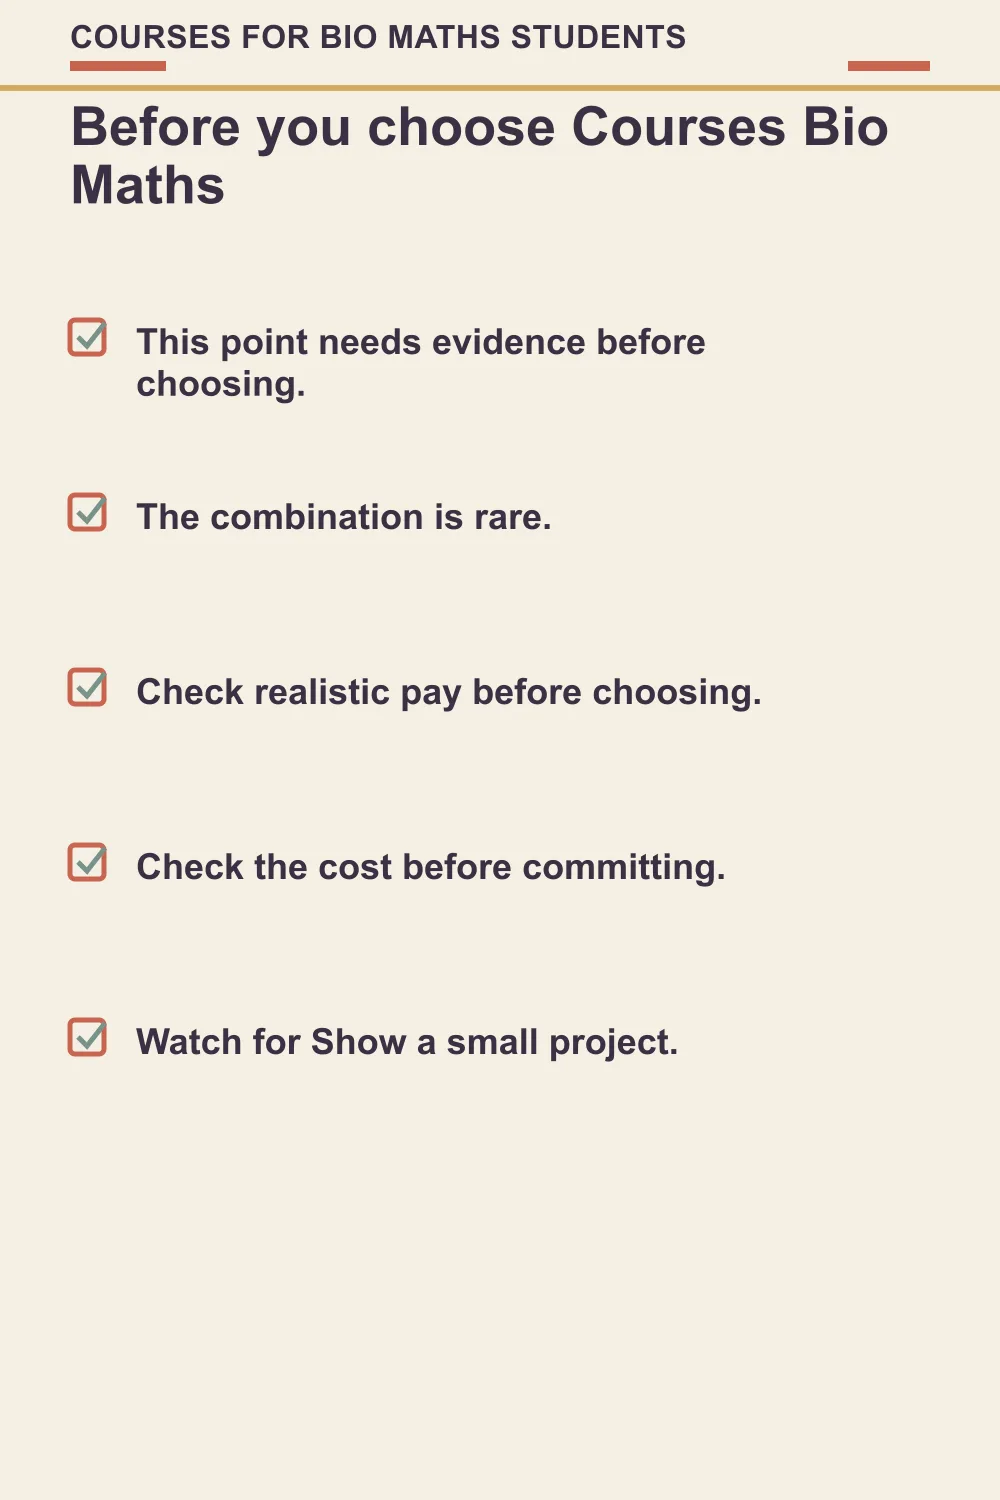 COURSES FOR BIO MATHS STUDENTS
Before you choose Courses Bio
Maths
This point needs evidence before
choosing.
The combination is rare.
Check realistic pay before choosing.
Check the cost before committing.
Watch for Show a small project.